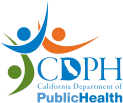 CDPH
California Department of
PublicHealth